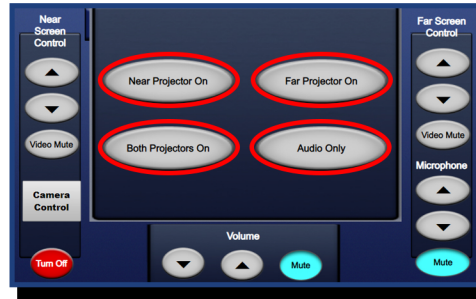 Near
Screen
Control
Video Mute
Camera
Control
Turn Off
Near Projector On
Far Projector On
Both Projectors On
Audio Only
Volume
Mute
Far Screen
Control
Video Mute
Microphone
Mute